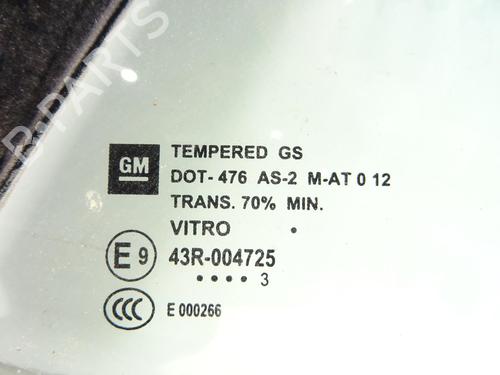 B-PARTS
GM
TEMPERED GS
DOT- 476 AS-2 M-AT 0 12
TRANS. 70% MIN.
VITRO .
E 9 43R-004725
•••• 3
CCC E 000266